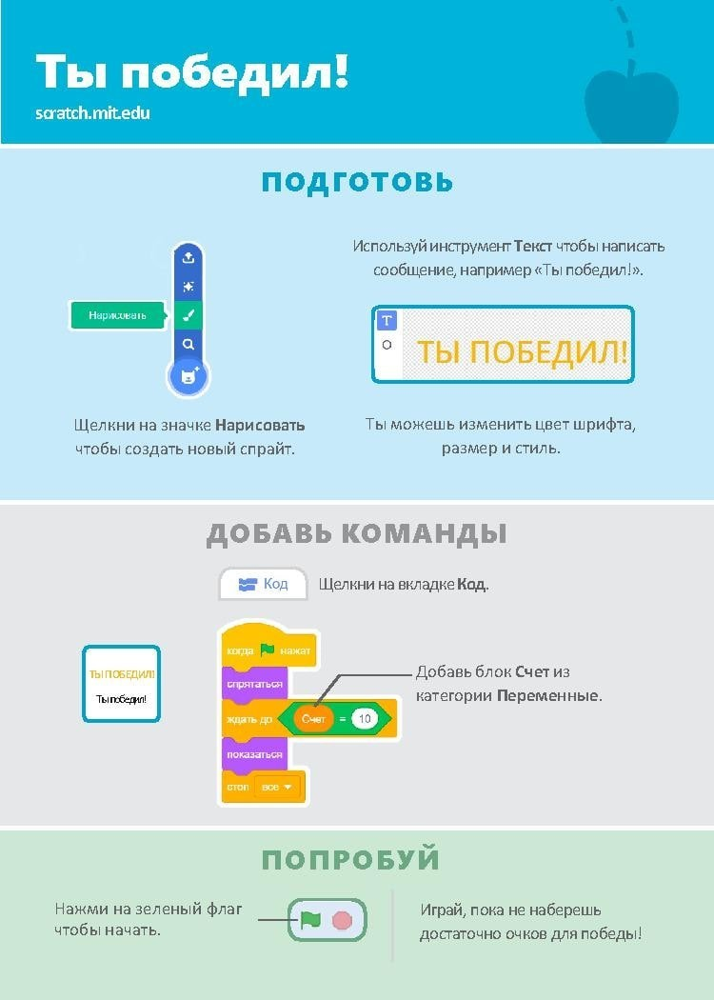 Ты победил!
scratch.mit.edu
ПОДГОТОВЬ
Нарисовать
Щелкни на значке Нарисовать
чтобы создать новый спрайт.
Используй инструмент Текст чтобы написать
сообщение, например «Ты победил!».
T
ТЫ ПОБЕДИЛ!
Ты можешь изменить цвет шрифта,
размер и стиль.
ДОБАВЬ КОМАНДЫ
Код
Щелкни на вкладке Код.
ТЫ ПОБЕДИЛ!
Ты победил!
когда нажат
спрятаться
ждать до Счет = 10
показаться
стоп все
Добавь блок Счет из
категории Переменные.
ПОПРОБУЙ
Нажми на зеленый флаг
чтобы начать.
Играй, пока не наберешь
достаточно очков для победы!